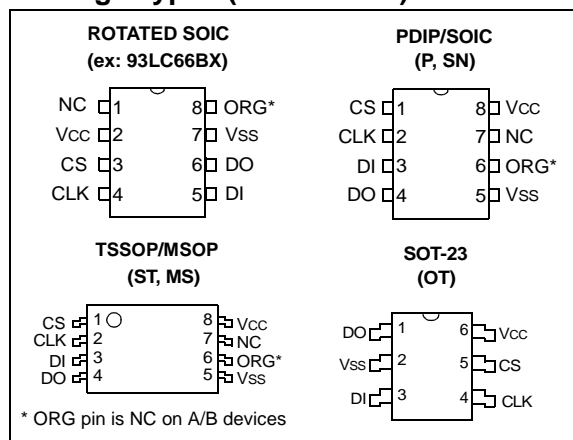 ROTATED SOIC
(ex: 93LC66BX)
NC 1 8 ORG*
VCC 2 7 VSS
CS 3 6 DO
CLK 4 5 DI
PDIP/SOIC
(P, SN)
CS 1 8 VCC
CLK 2 7 NC
DI 3 6 ORG*
DO 4 5 VSS
TSSOP/MSOP
(ST, MS)
CS 1 8 VCC
CLK 2 7 NC
DI 3 6 ORG*
DO 4 5 VSS
SOT-23
(OT)
DO 1 6 VCC
VSS 2 5 CS
DI 3 4 CLK
* ORG pin is NC on A/B devices